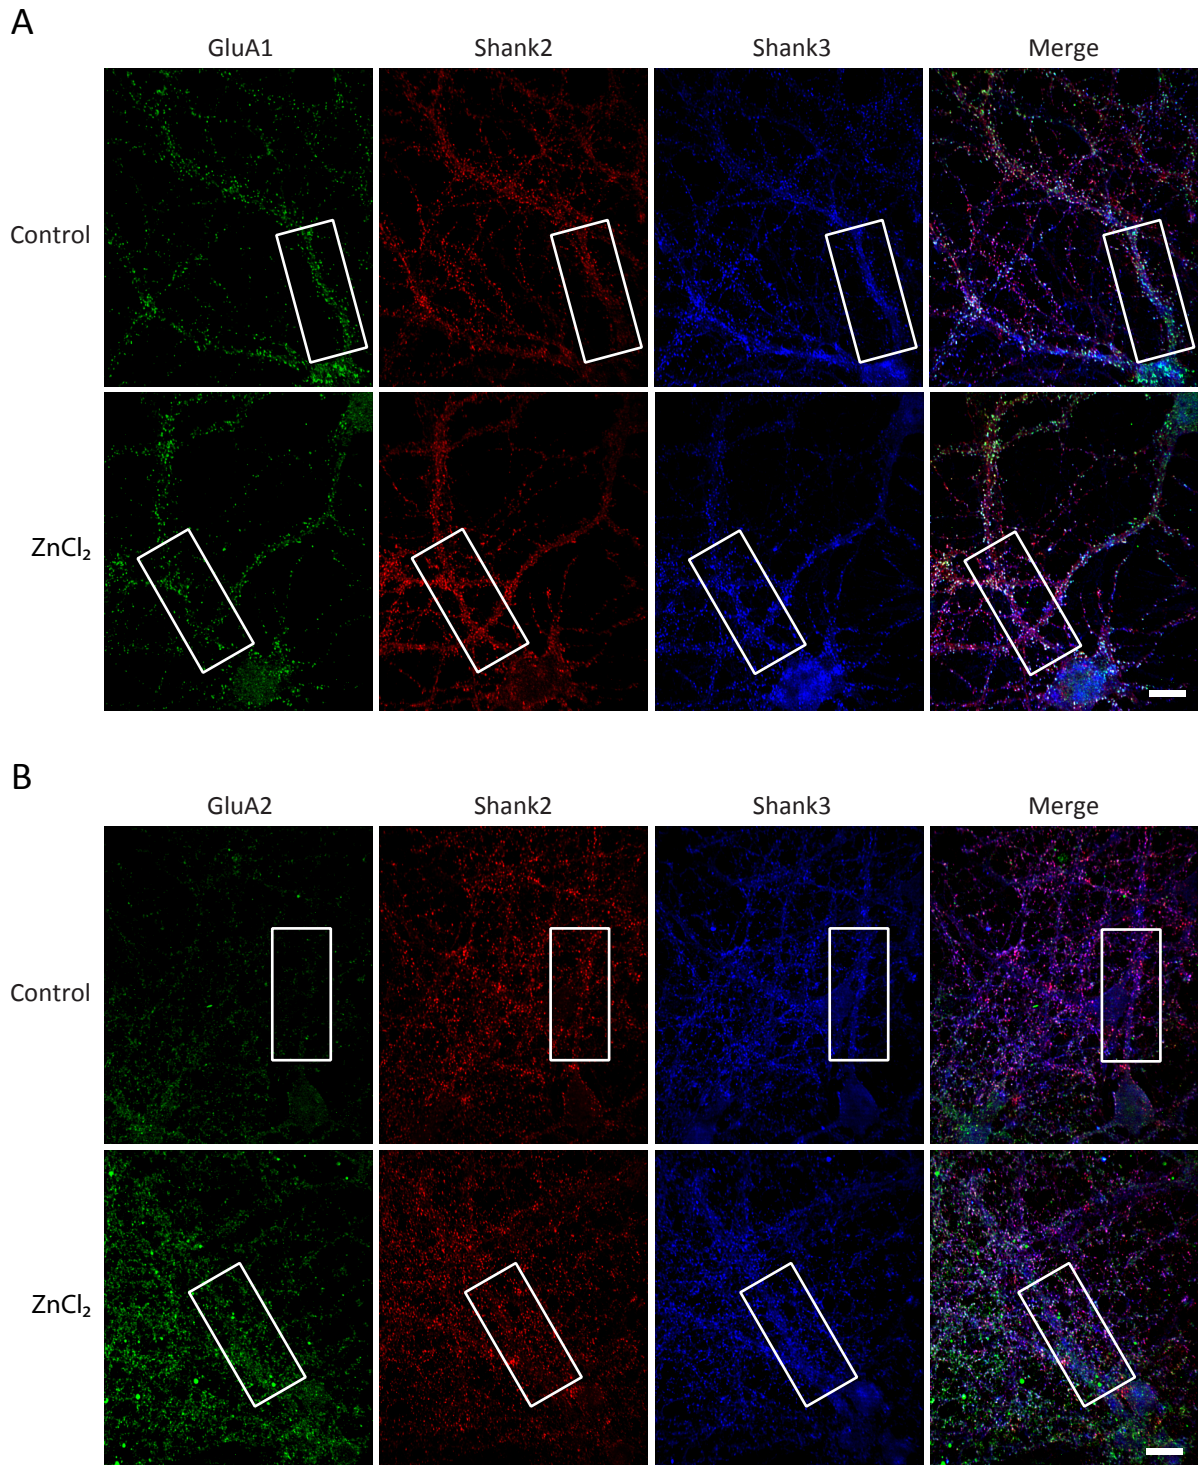 A
GluA1 Shank2 Shank3 Merge
Control
ZnCl₂
B
GluA2 Shank2 Shank3 Merge
Control
ZnCl₂